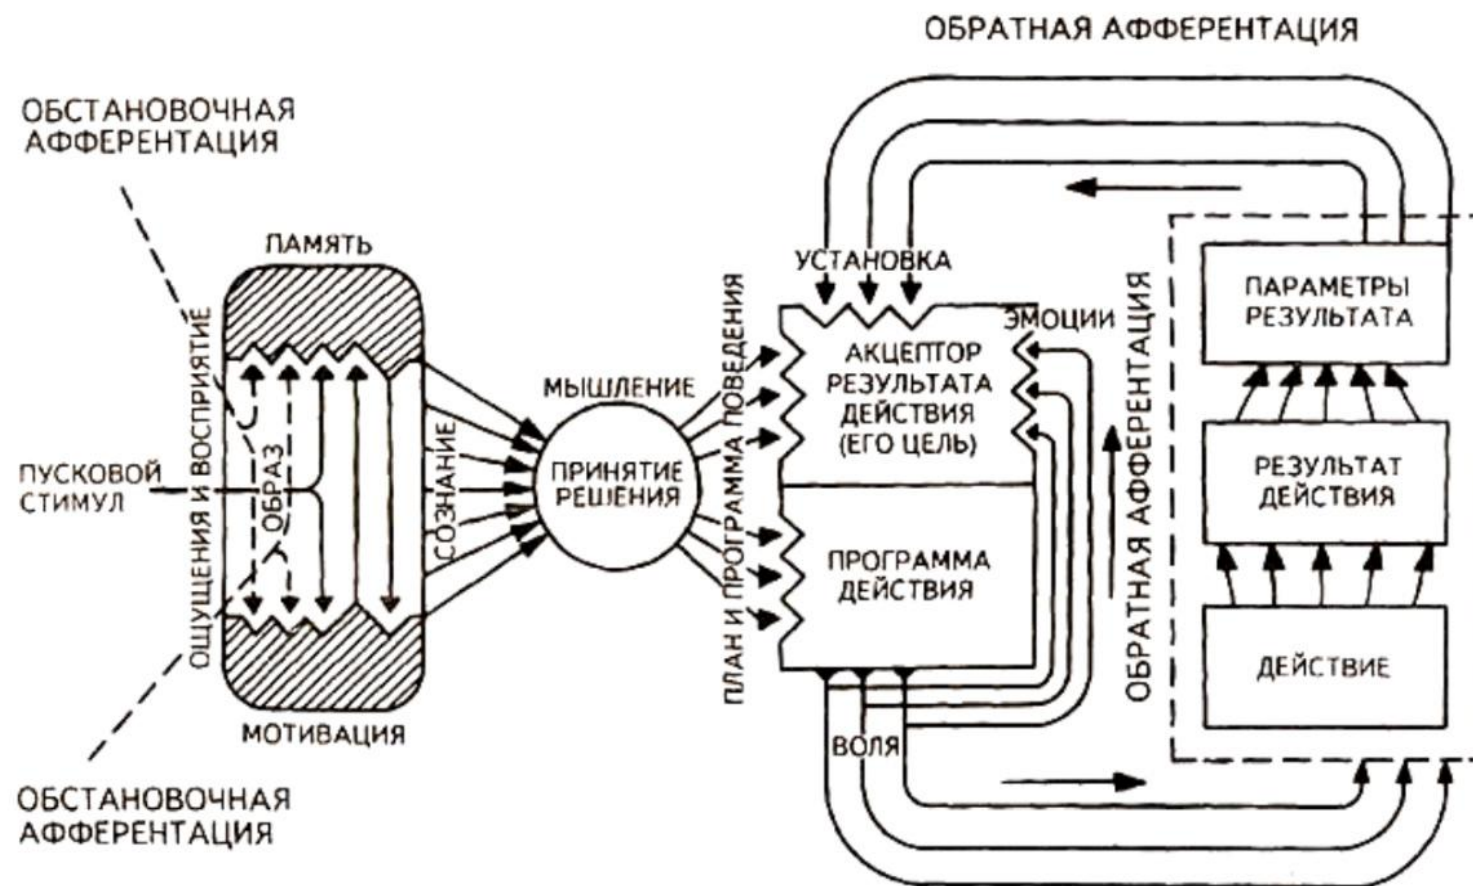 ОБРАТНАЯ АФФЕРЕНТАЦИЯ
ОБСТАНОВОЧНАЯ
АФФЕРЕНТАЦИЯ
ПАМЯТЬ
ОЩУЩЕНИЯ И ВОСПРИЯТИЕ
ОБРАЗ
ПУСКОВОЙ
СТИМУЛ
СОЗНАНИЕ
МОТИВАЦИЯ
ОБСТАНОВОЧНАЯ
АФФЕРЕНТАЦИЯ
МЫШЛЕНИЕ
ПРИНЯТИЕ
РЕШЕНИЯ
ПЛАН И ПРОГРАММА ПОВЕДЕНИЯ
УСТАНОВКА
ЭМОЦИИ
АКЦЕПТОР
РЕЗУЛЬТАТА
ДЕЙСТВИЯ
(ЕГО ЦЕЛЬ)
ПРОГРАММА
ДЕЙСТВИЯ
ВОЛЯ
ОБРАТНАЯ АФФЕРЕНТАЦИЯ
ПАРАМЕТРЫ
РЕЗУЛЬТАТА
РЕЗУЛЬТАТ
ДЕЙСТВИЯ
ДЕЙСТВИЕ